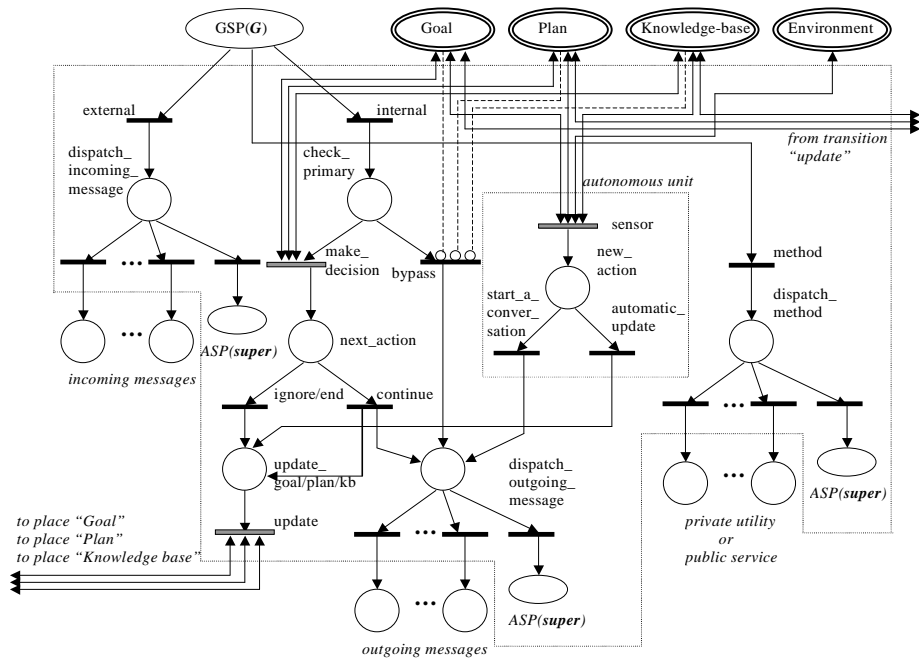 GSP(G)
Goal
Plan
Knowledge-base
Environment
external
internal
from transition
"update"
dispatch_
incoming_
message
check_
primary
autonomous unit
sensor
make_
decision
bypass
new_
action
method
start_a_
conver_
sation
automatic_
update
dispatch_
method
...
...
ASP(super)
next_action
incoming messages
ignore/end
continue
...
update_
goal/plan/kb
dispatch_
outgoing_
message
...
ASP(super)
private utility
or
public service
to place "Goal"
to place "Plan"
to place "Knowledge base"
update
...
...
ASP(super)
outgoing messages